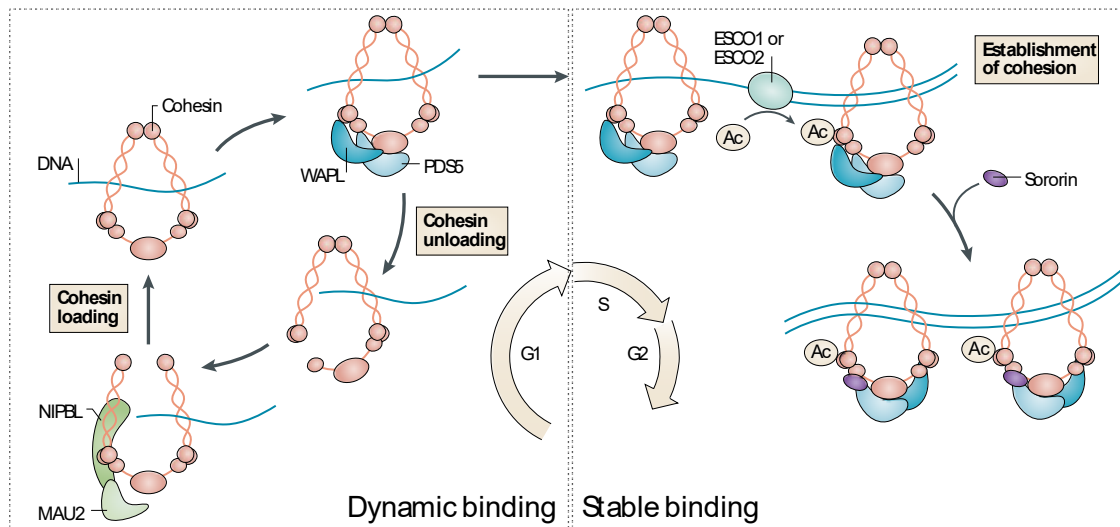 Cohesin
DNA
WAPL
PDS5
Cohesin
unloading
Cohesin
loading
NIPBL
MAU2
Dynamic binding
ESCO1 or
ESCO2
Ac
Ac
Establishment
of cohesion
Sororin
Ac
Ac
G1
S
G2
Stable binding